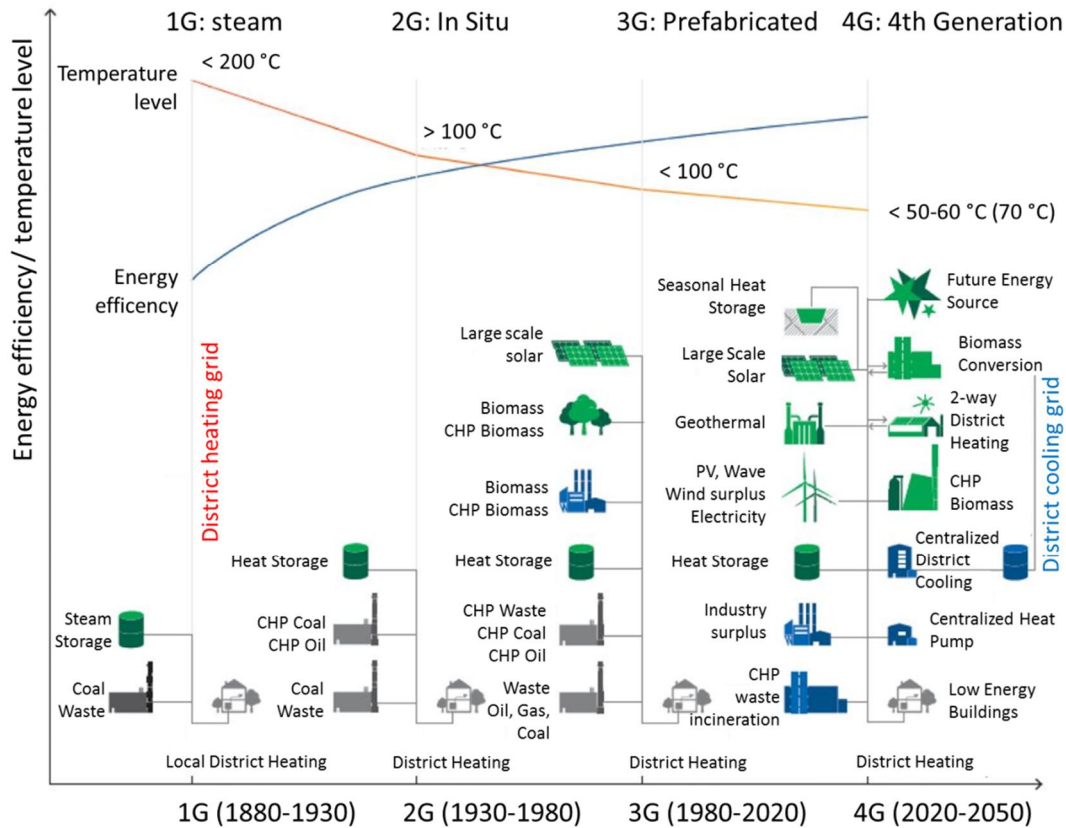 1G: steam
2G: In Situ
3G: Prefabricated
4G: 4th Generation
Energy efficiency / temperature level
Temperature
level
< 200 °C
> 100 °C
< 100 °C
< 50-60 °C (70 °C)
Energy
efficency
District heating grid
Steam
Storage
Coal
Waste
Heat Storage
CHP Coal
CHP Oil
Coal
Waste
Large scale
solar
Biomass
CHP Biomass
Biomass
CHP Biomass
Heat Storage
CHP Waste
CHP Coal
CHP Oil
Waste
Oil, Gas,
Coal
Seasonal Heat
Storage
Large Scale
Solar
Geothermal
PV, Wave
Wind surplus
Electricity
Heat Storage
Industry
surplus
CHP
waste
incineration
Future Energy
Source
Biomass
Conversion
2-way
District
Heating
CHP
Biomass
Centralized
District
Cooling
Centralized Heat
Pump
Low Energy
Buildings
District cooling grid
Local District Heating
District Heating
District Heating
District Heating
1G (1880-1930)
2G (1930-1980)
3G (1980-2020)
4G (2020-2050)